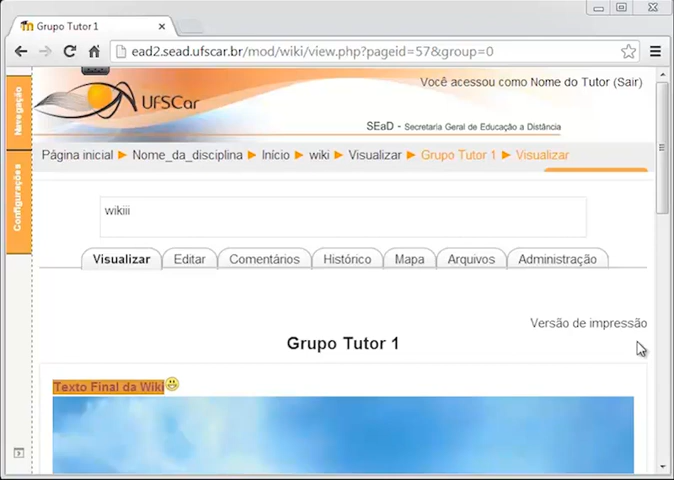 Grupo Tutor 1
ead2.sead.ufscar.br/mod/wiki/view.php?pageid=57&group=0
Você acessou como Nome do Tutor (Sair)
UFSCar
SEaD - Secretaria Geral de Educação a Distância
Navegação
Configurações
Página inicial ► Nome_da_disciplina ► Início ► wiki ► Visualizar ► Grupo Tutor 1 ► Visualizar
wikiii
Visualizar Editar Comentários Histórico Mapa Arquivos Administração
Versão de impressão
Grupo Tutor 1
Texto Final da Wiki